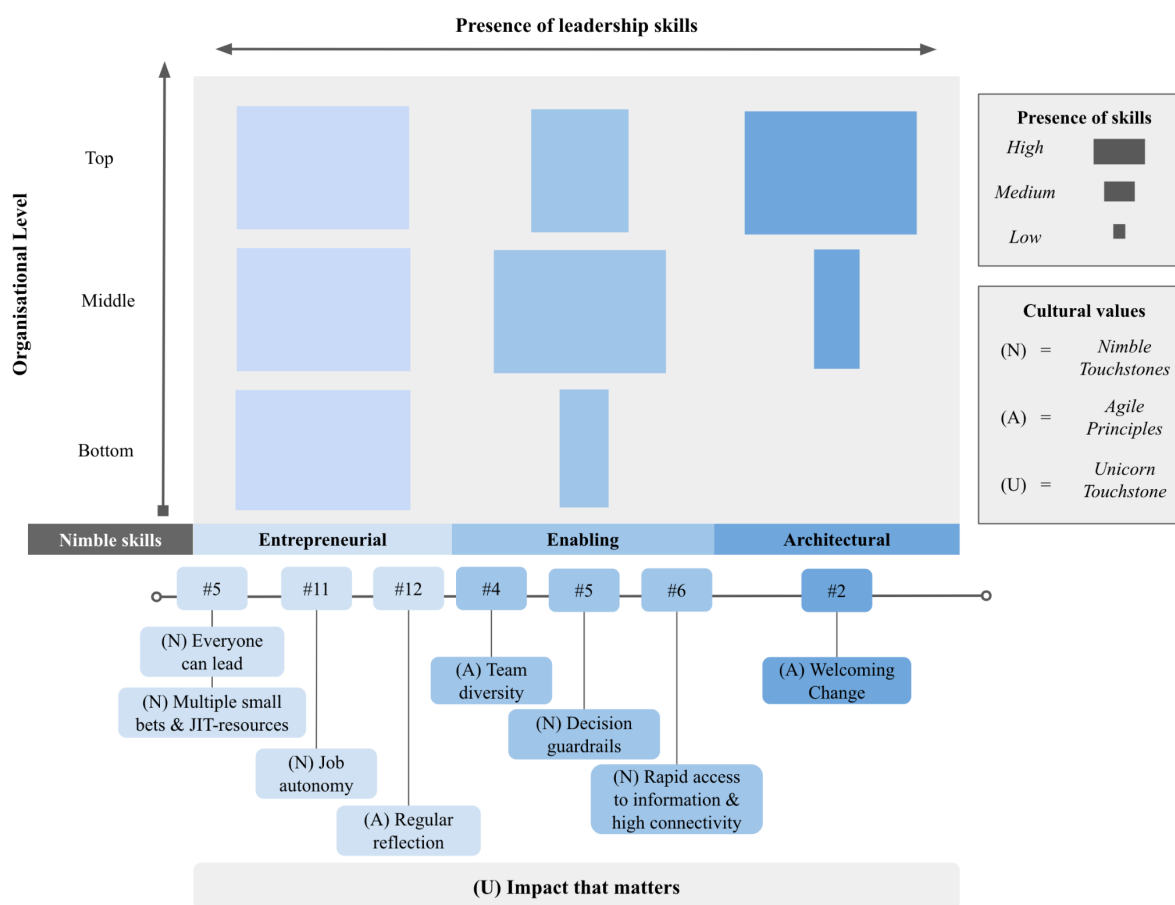 Presence of leadership skills
Organisational Level
Top
Middle
Bottom
Presence of skills
High
Medium
Low
Cultural values
(N) = Nimble
Touchstones
(A) = Agile
Principles
(U) = Unicorn
Touchstone
Nimble skills
Entrepreneurial
Enabling
Architectural
#5
#11
#12
#4
#5
#6
#2
(N) Everyone
can lead
(N) Multiple small
bets & JIT-resources
(N) Job
autonomy
(A) Regular
reflection
(A) Team
diversity
(N) Decision
guardrails
(N) Rapid access
to information &
high connectivity
(A) Welcoming
Change
(U) Impact that matters